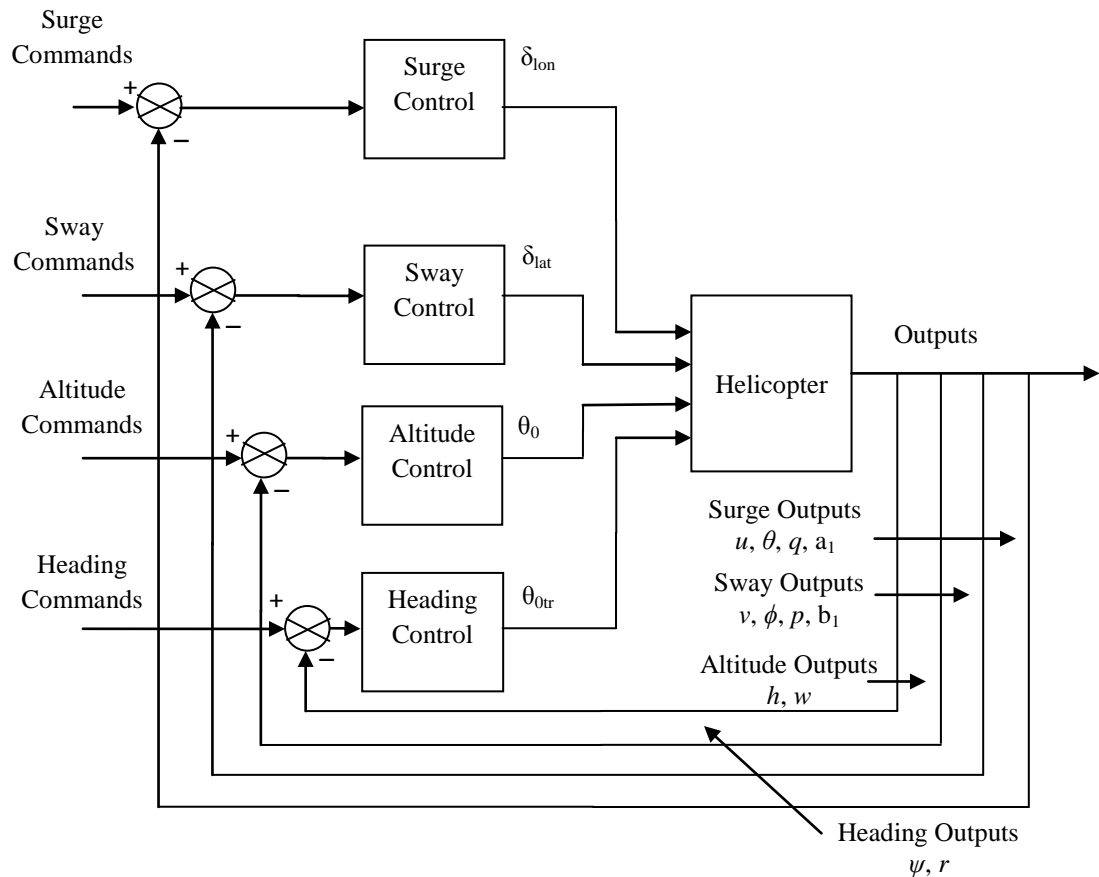 Surge
Commands
+
−
Surge
Control
δlon
Sway
Commands
+
−
Sway
Control
δlat
Altitude
Commands
+
−
Altitude
Control
θ0
Heading
Commands
+
−
Heading
Control
θ0tr
Helicopter
Outputs
Surge Outputs
u, θ, q, a1
Sway Outputs
v, ϕ, p, b1
Altitude Outputs
h, w
Heading Outputs
ψ, r